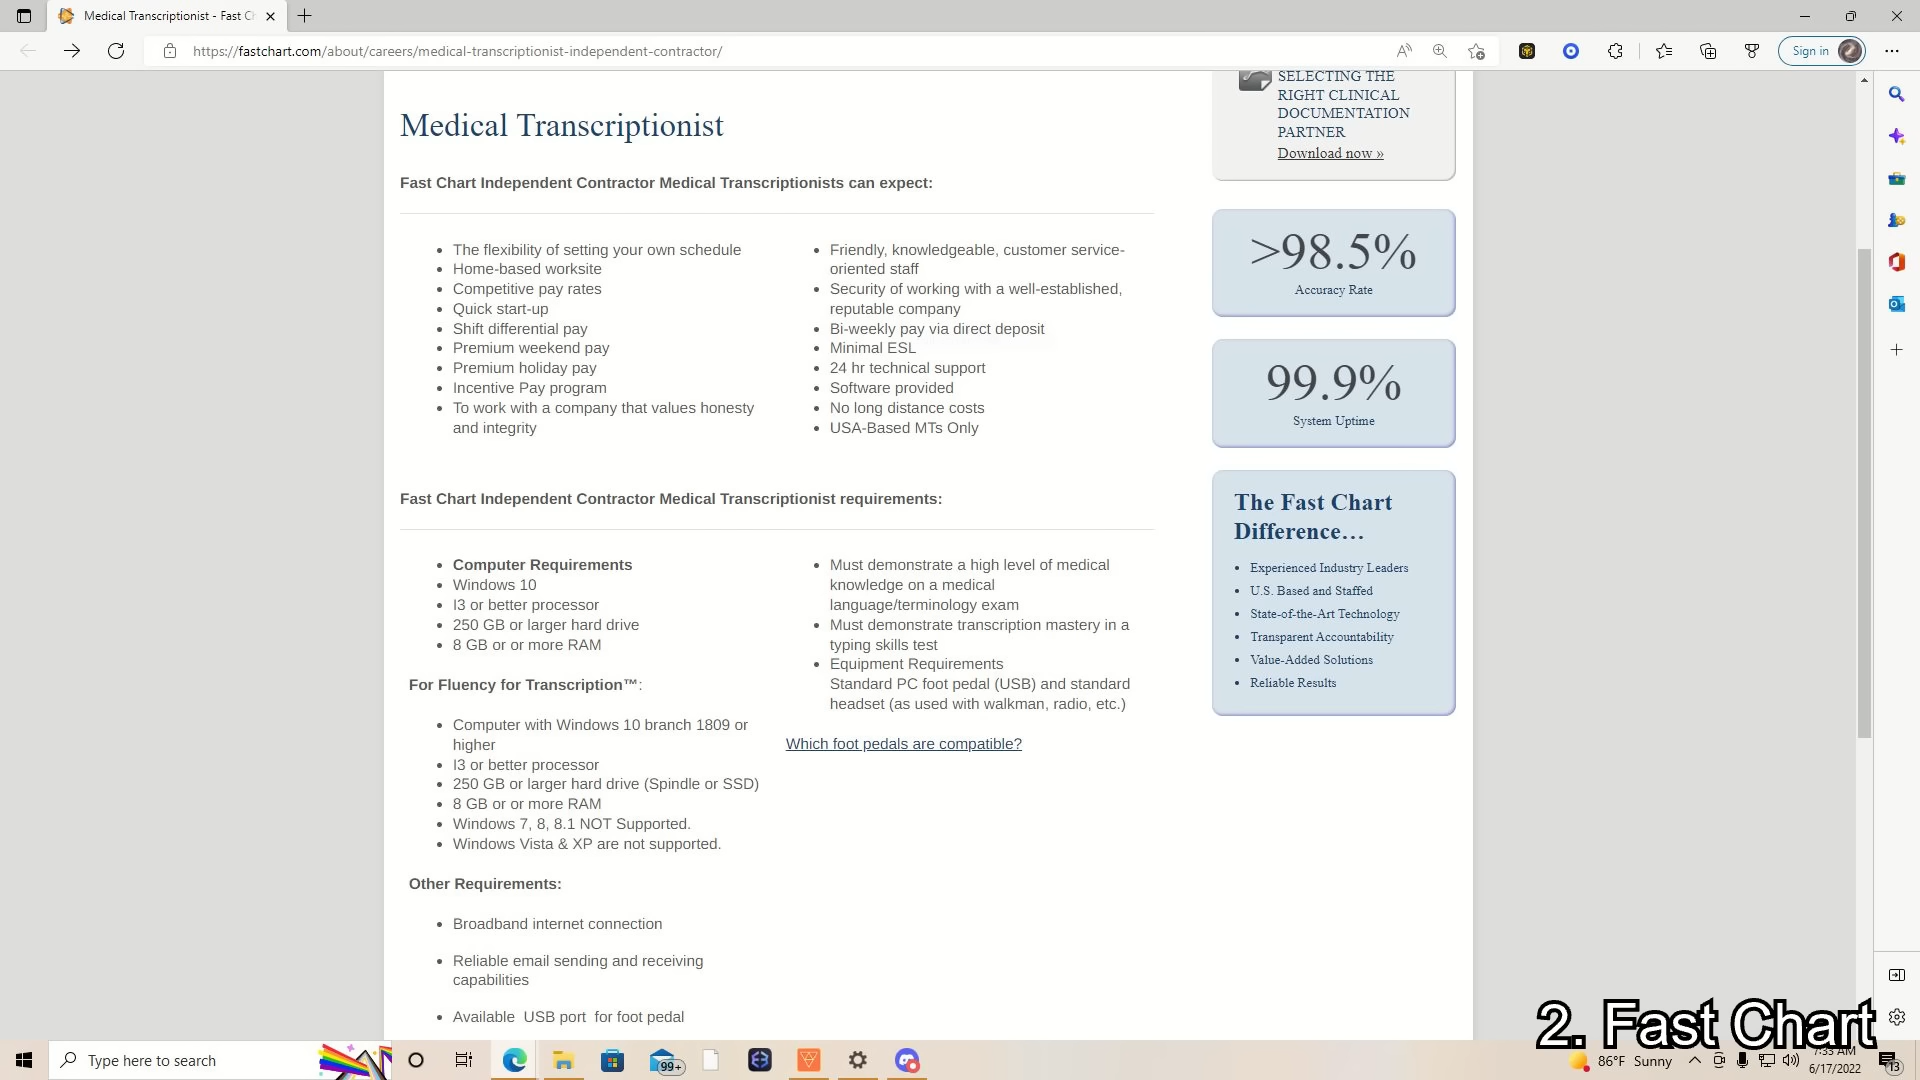 Medical Transcriptionist - Fast Ch
https://fastchart.com/about/careers/medical-transcriptionist-independent-contractor/
Sign in
Medical Transcriptionist
Fast Chart Independent Contractor Medical Transcriptionists can expect:
The flexibility of setting your own schedule
Home-based worksite
Competitive pay rates
Quick start-up
Shift differential pay
Premium weekend pay
Premium holiday pay
Incentive Pay program
To work with a company that values honesty
and integrity
Friendly, knowledgeable, customer service-
oriented staff
Security of working with a well-established,
reputable company
Bi-weekly pay via direct deposit
Minimal ESL
24 hr technical support
Software provided
No long distance costs
USA-Based MTs Only
Fast Chart Independent Contractor Medical Transcriptionist requirements:
Computer Requirements
Windows 10
I3 or better processor
250 GB or larger hard drive
8 GB or or more RAM
For Fluency for Transcription™:
Computer with Windows 10 branch 1809 or
higher
I3 or better processor
250 GB or larger hard drive (Spindle or SSD)
8 GB or or more RAM
Windows 7, 8, 8.1 NOT Supported.
Windows Vista & XP are not supported.
Other Requirements:
Broadband internet connection
Reliable email sending and receiving
capabilities
Available USB port for foot pedal
Must demonstrate a high level of medical
knowledge on a medical
language/terminology exam
Must demonstrate transcription mastery in a
typing skills test
Equipment Requirements
Standard PC foot pedal (USB) and standard
headset (as used with walkman, radio, etc.)
Which foot pedals are compatible?
SELECTING THE
RIGHT CLINICAL
DOCUMENTATION
PARTNER
Download now »
>98.5%
Accuracy Rate
99.9%
System Uptime
The Fast Chart
Difference…
Experienced Industry Leaders
U.S. Based and Staffed
State-of-the-Art Technology
Transparent Accountability
Value-Added Solutions
Reliable Results
2. Fast Chart
Type here to search
99+
86°F Sunny
7:33 AM
6/17/2022
13